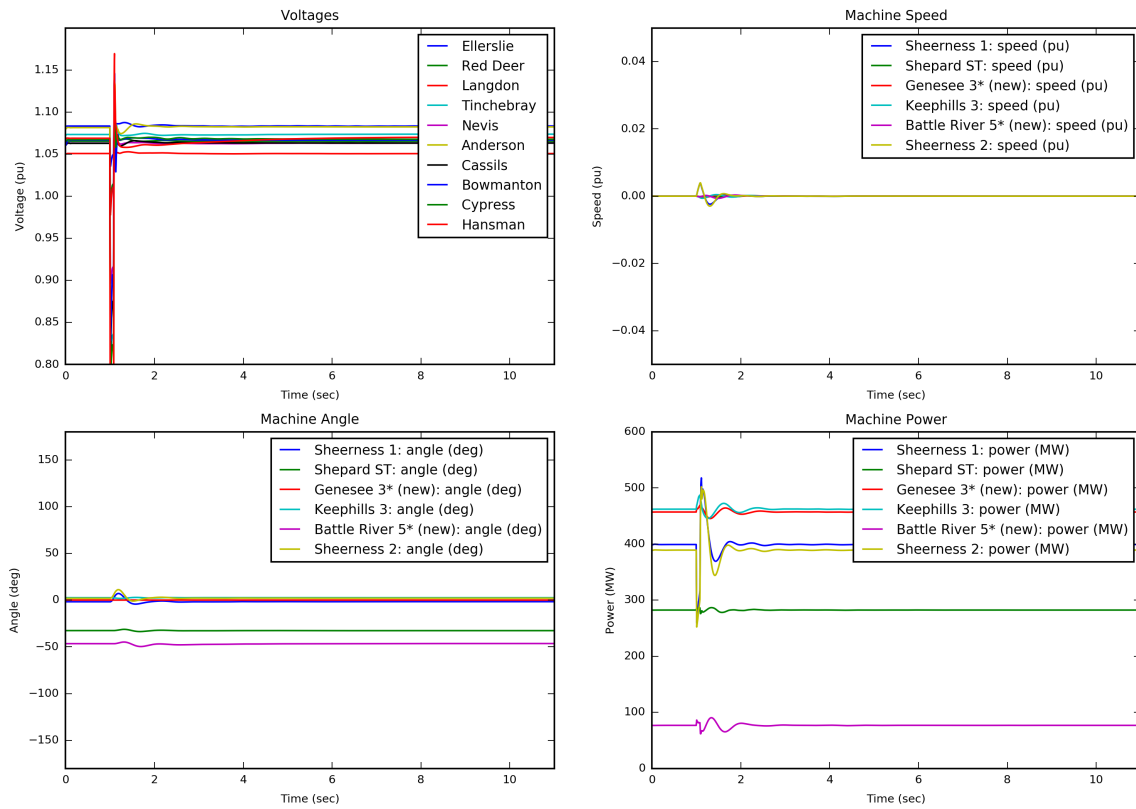 Voltages
Voltage (pu)
1.15
1.10
1.05
1.00
0.95
0.90
0.85
0.80
0 2 4 6 8 10
Time (sec)
Ellerslie
Red Deer
Langdon
Tinchebray
Nevis
Anderson
Cassils
Bowmanton
Cypress
Hansman
Machine Speed
Speed (pu)
0.04
0.02
0.00
−0.02
−0.04
0 2 4 6 8 10
Time (sec)
Sheerness 1: speed (pu)
Shepard ST: speed (pu)
Genesee 3* (new): speed (pu)
Keephills 3: speed (pu)
Battle River 5* (new): speed (pu)
Sheerness 2: speed (pu)
Machine Angle
Angle (deg)
150
100
50
0
−50
−100
−150
0 2 4 6 8 10
Time (sec)
Sheerness 1: angle (deg)
Shepard ST: angle (deg)
Genesee 3* (new): angle (deg)
Keephills 3: angle (deg)
Battle River 5* (new): angle (deg)
Sheerness 2: angle (deg)
Machine Power
Power (MW)
600
500
400
300
200
100
0
0 2 4 6 8 10
Time (sec)
Sheerness 1: power (MW)
Shepard ST: power (MW)
Genesee 3* (new): power (MW)
Keephills 3: power (MW)
Battle River 5* (new): power (MW)
Sheerness 2: power (MW)